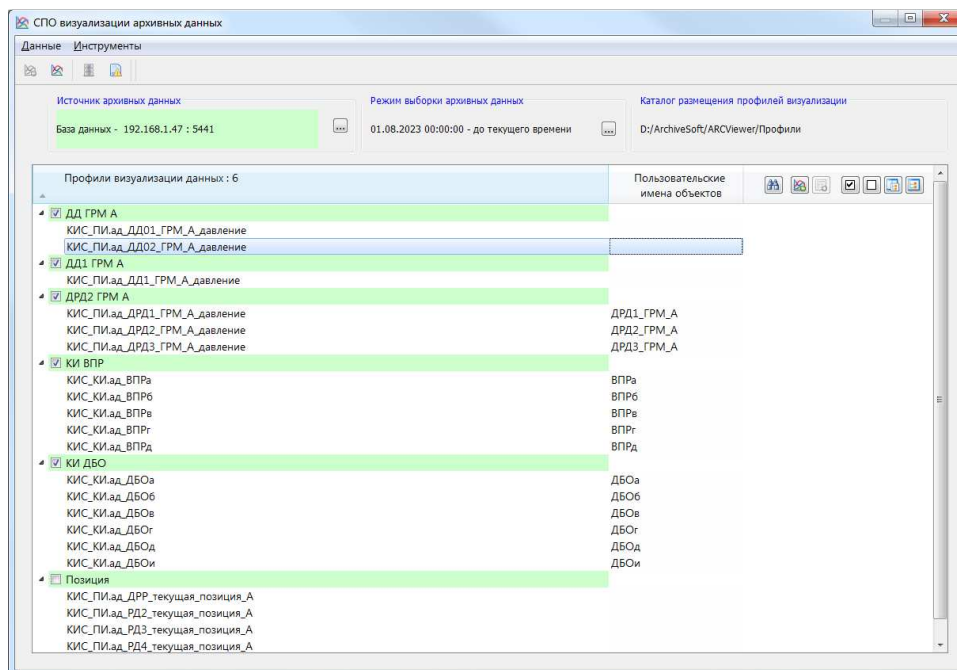 СПО визуализации архивных данных
Данные Инструменты
Источник архивных данных
База данных - 192.168.1.47 : 5441
...
Режим выборки архивных данных
01.08.2023 00:00:00 - до текущего времени
...
Каталог размещения профилей визуализации
D:/ArchiveSoft/ARCViewer/Профили
Профили визуализации данных : 6
Пользовательские
имена объектов
ДД ГРМ А
КИС_ПИ.ад_ДД01_ГРМ_А_давление
КИС_ПИ.ад_ДД02_ГРМ_А_давление
ДД1 ГРМ А
КИС_ПИ.ад_ДД1_ГРМ_А_давление
ДРД2 ГРМ А
КИС_ПИ.ад_ДРД1_ГРМ_А_давление ДРД1_ГРМ_А
КИС_ПИ.ад_ДРД2_ГРМ_А_давление ДРД2_ГРМ_А
КИС_ПИ.ад_ДРД3_ГРМ_А_давление ДРД3_ГРМ_А
КИ ВПР
КИС_КИ.ад_ВПРа ВПРа
КИС_КИ.ад_ВПРб ВПРб
КИС_КИ.ад_ВПРв ВПРв
КИС_КИ.ад_ВПРг ВПРг
КИС_КИ.ад_ВПРд ВПРд
КИ ДБО
КИС_КИ.ад_ДБОа ДБОа
КИС_КИ.ад_ДБОб ДБОб
КИС_КИ.ад_ДБОв ДБОв
КИС_КИ.ад_ДБОг ДБОг
КИС_КИ.ад_ДБОд ДБОд
КИС_КИ.ад_ДБОи ДБОи
Позиция
КИС_ПИ.ад_ДРР_текущая_позиция_А
КИС_ПИ.ад_РД2_текущая_позиция_А
КИС_ПИ.ад_РД3_текущая_позиция_А
КИС_ПИ.ад_РД4_текущая_позиция_А